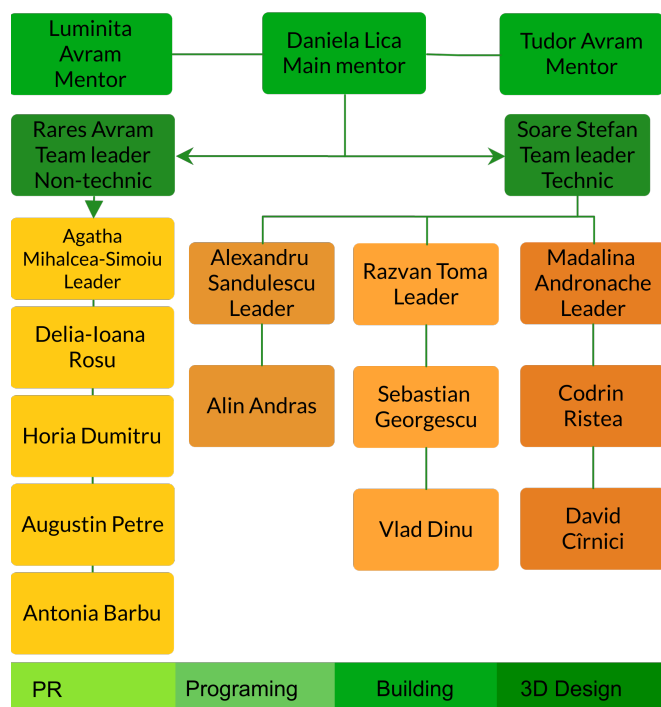 Luminita
Avram
Mentor
Daniela Lica
Main mentor
Tudor Avram
Mentor
Rares Avram
Team leader
Non-technic
Soare Stefan
Team leader
Technic
Agatha
Mihalcea-Simoiu
Leader
Delia-Ioana
Rosu
Horia Dumitru
Augustin Petre
Antonia Barbu
Alexandru
Sandulescu
Leader
Alin Andras
Razvan Toma
Leader
Sebastian
Georgescu
Vlad Dinu
Madalina
Andronache
Leader
Codrin
Ristea
David
Cîrnici
PR
Programing
Building
3D Design